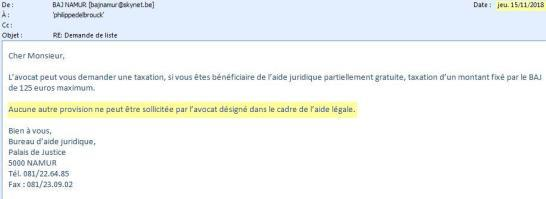 De : BAJ NAMUR [bajnamur@skynet.be] Date : jeu. 15/11/2018
À : 'philippedelbrouck'
Cc :
Objet : RE: Demande de liste
Cher Monsieur,
L'avocat peut vous demander une taxation, si vous êtes bénéficiaire de l'aide juridique partiellement gratuite, taxation d'un montant fixé par le BAJ
de 125 euros maximum.
Aucune autre provision ne peut être sollicitée par l'avocat désigné dans le cadre de l'aide légale.
Bien à vous,
Bureau d'aide juridique,
Palais de Justice
5000 NAMUR
Tél. 081/22.64.85
Fax : 081/23.09.02